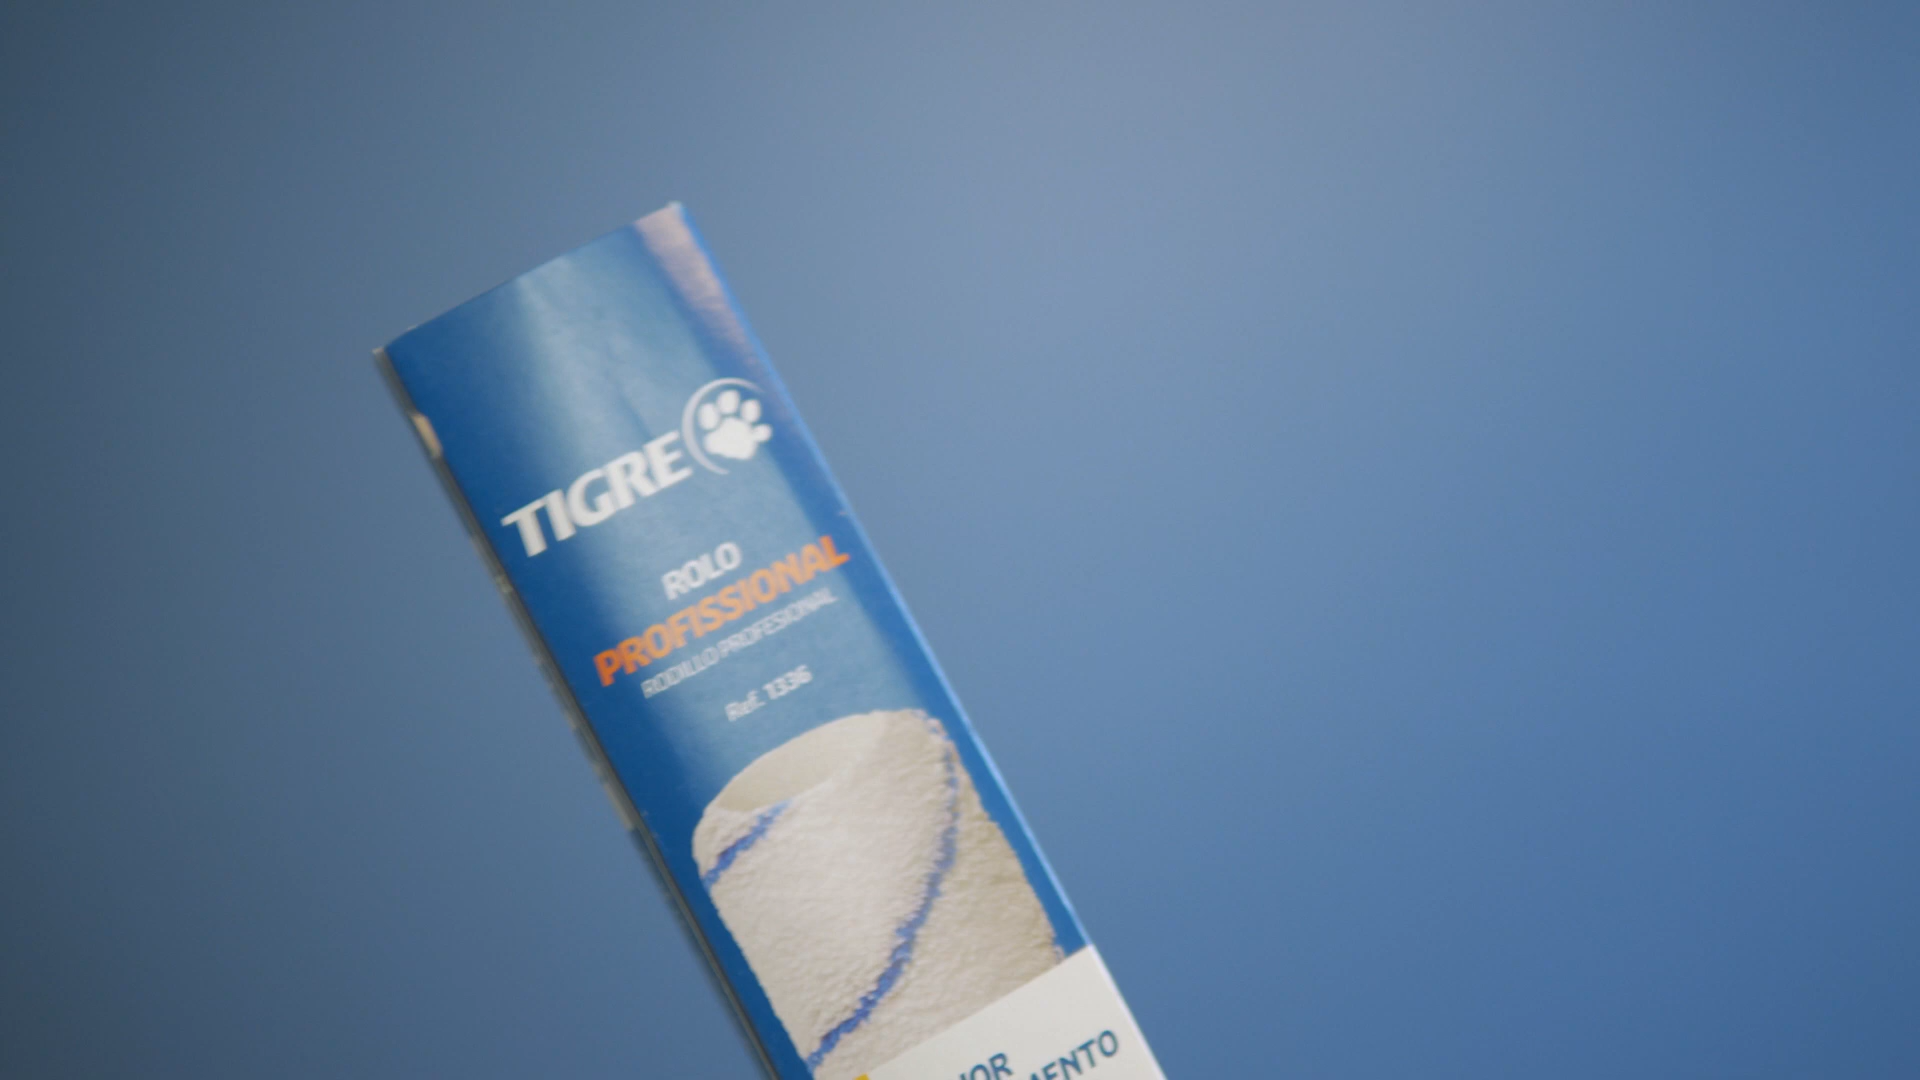 TIGRE
ROLO
PROFISSIONAL
RODILLO PROFESIONAL
Ref. 1336